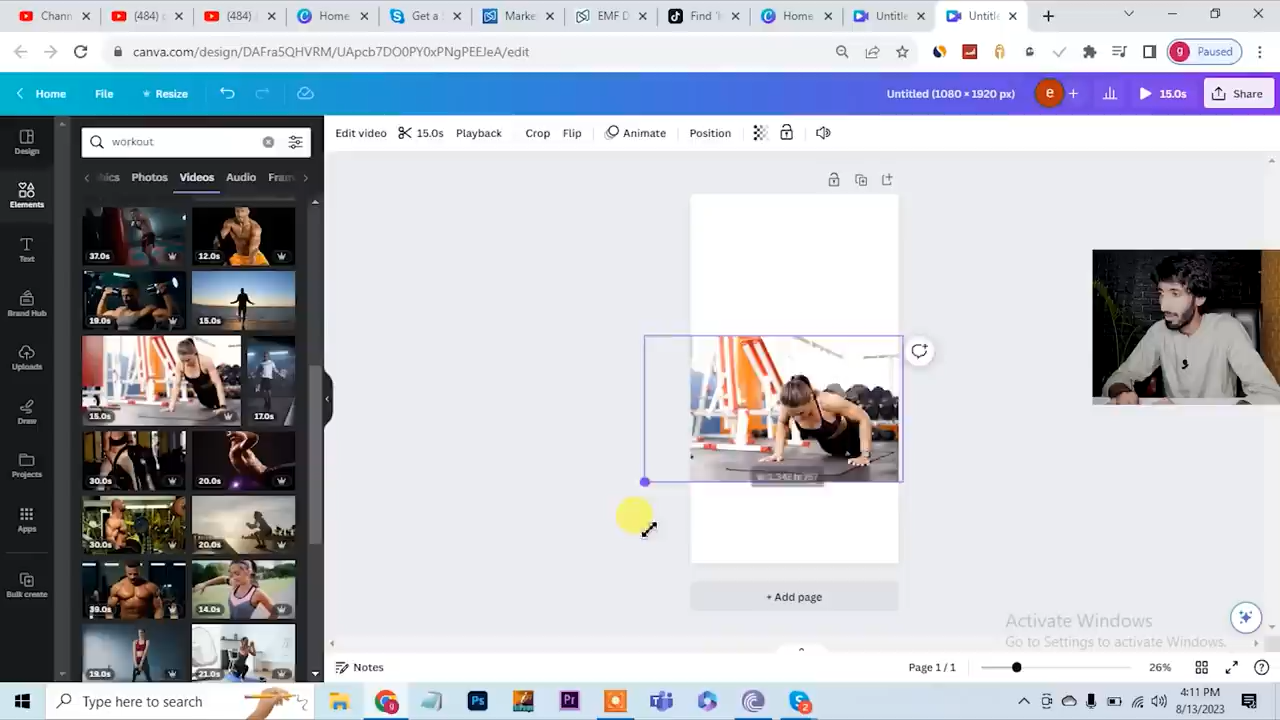 Chann
(484) c
(484)
Home
Get a S
Marke
EMF D
Find
Home
Untitle
Untitle
canva.com/design/DAFra5QHVRM/UApcb7DO0PY0xPNgPEEJeA/edit
g Paused
Home
File
Resize
Untitled (1080 × 1920 px)
e
15.0s
Share
Design
Elements
Text
Brand Hub
Uploads
Draw
Projects
Apps
Bulk create
workout
hics
Photos
Videos
Audio
Fram
37.0s
12.0s
19.0s
15.0s
15.0s
17.0s
30.0s
20.0s
30.0s
20.0s
39.0s
14.0s
19.0s
21.0s
Edit video
15.0s
Playback
Crop
Flip
Animate
Position
+ Add page
Activate Windows
Go to Settings to activate Windows.
Notes
Page 1 / 1
26%
Type here to search
4:11 PM
8/13/2023